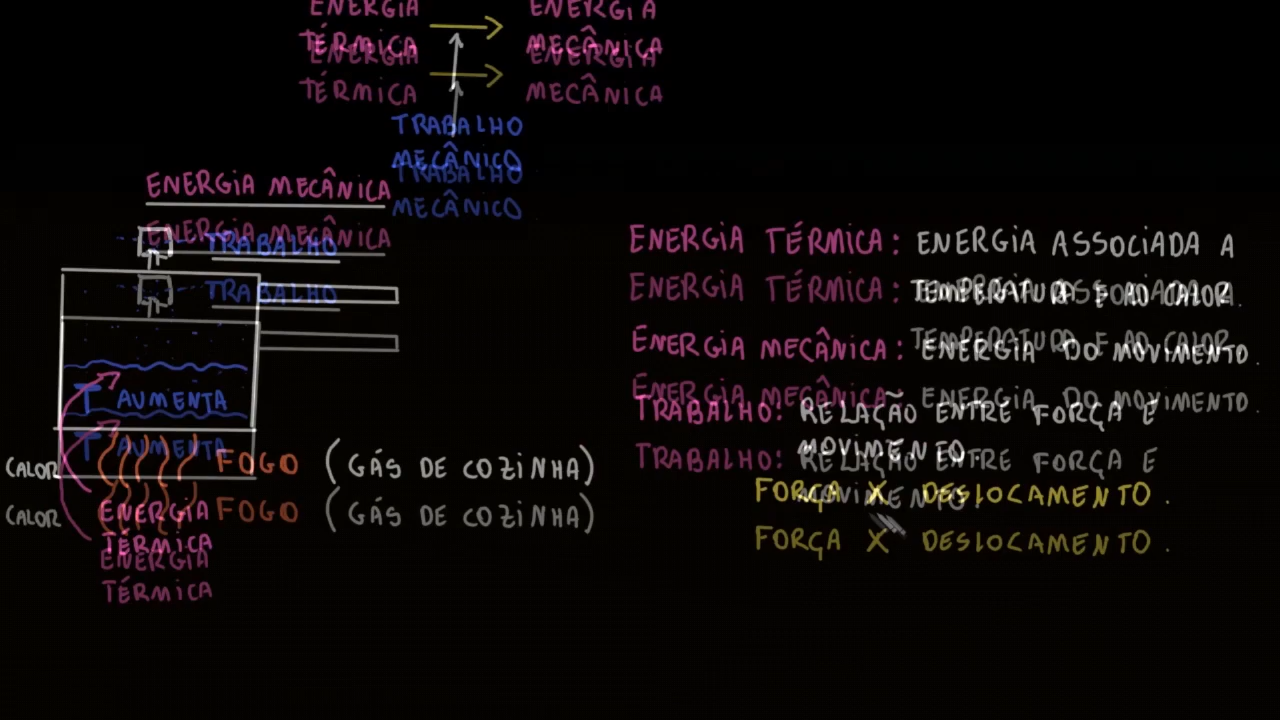 ENERGIA → ENERGIA
TÉRMICA MECÂNICA
TRABALHO
MECÂNICO
ENERGIA MECÂNICA
TRABALHO
T AUMENTA
CALOR
FOGO (GÁS DE COZINHA)
ENERGIA
TÉRMICA
ENERGIA TÉRMICA: ENERGIA ASSOCIADA A
TEMPERATURA E AO CALOR.
ENERGIA MECÂNICA: ENERGIA DO MOVIMENTO.
TRABALHO: RELAÇÃO ENTRE FORÇA E
MOVIMENTO.
FORÇA X DESLOCAMENTO.